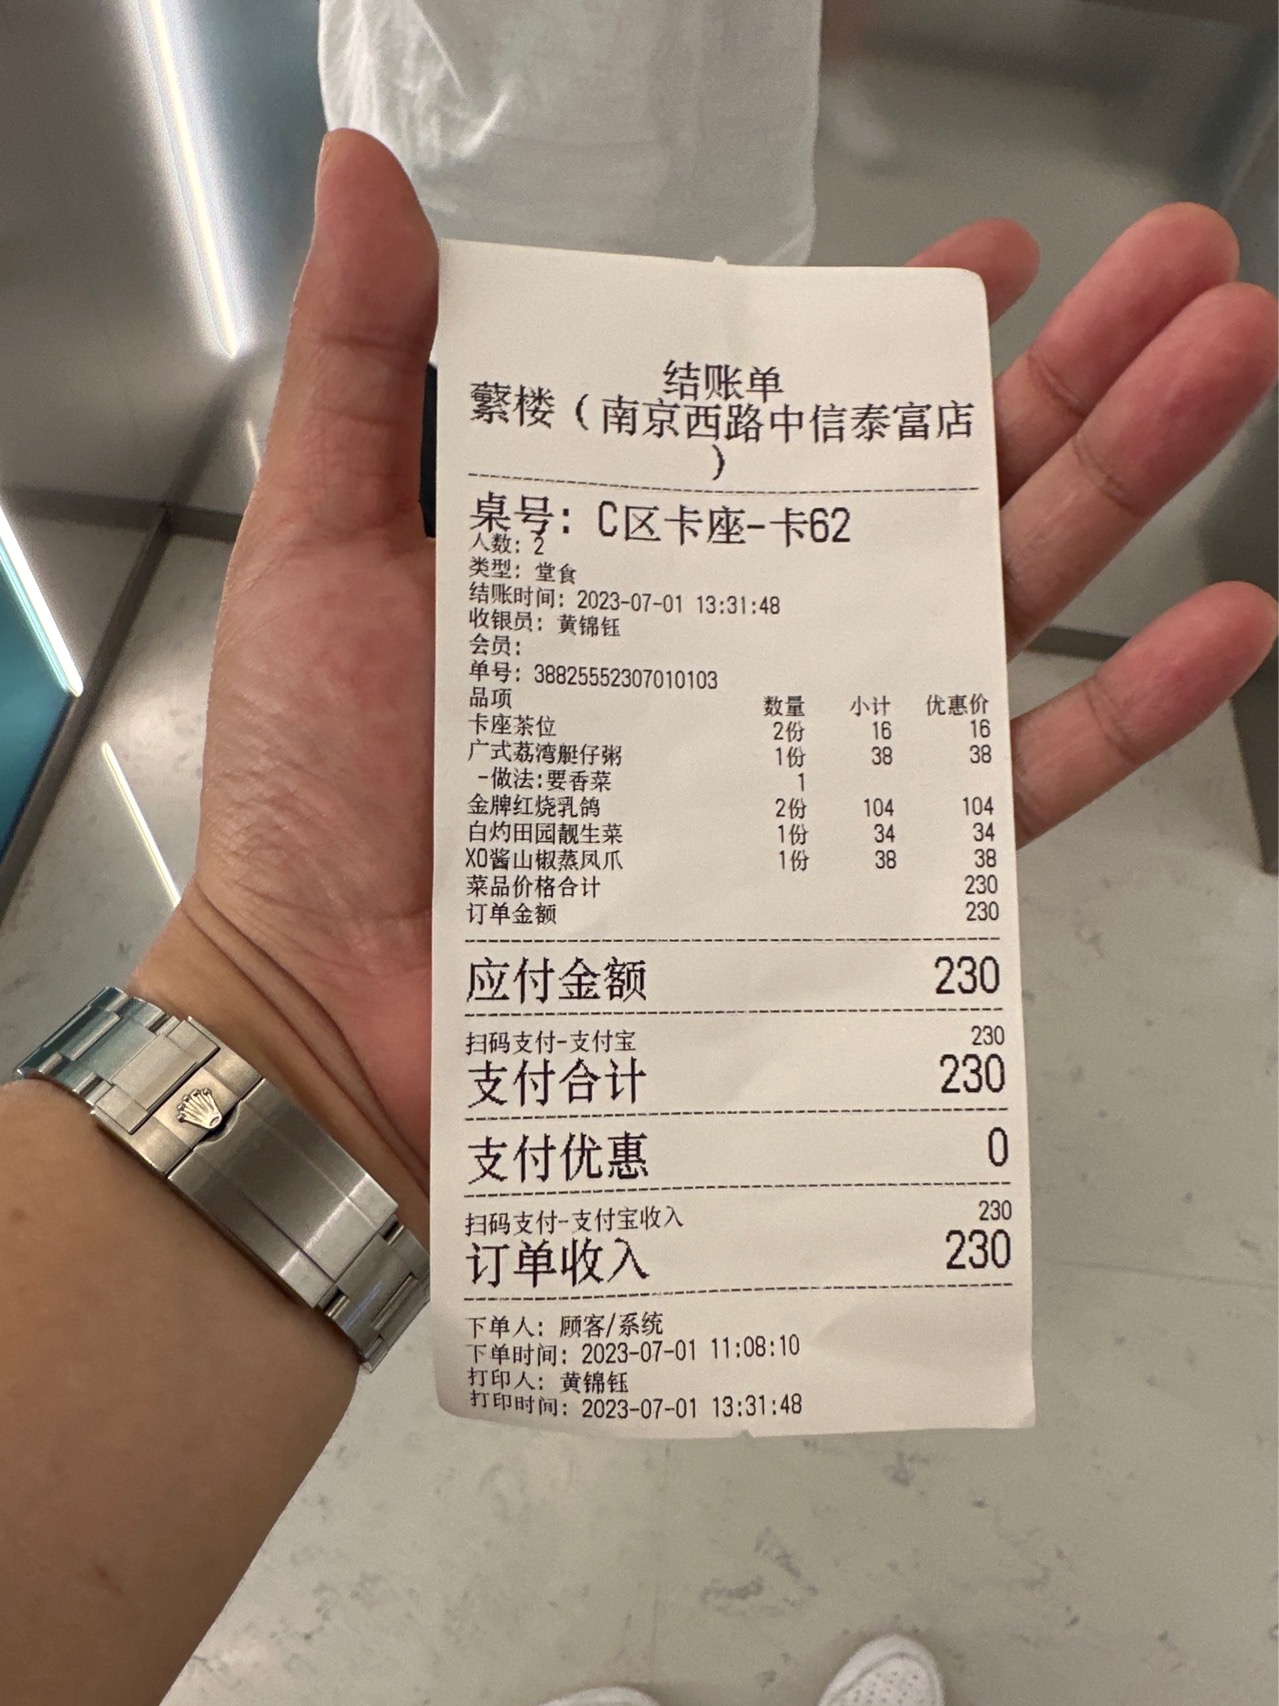 结账单
蘩楼（南京西路中信泰富店
）
桌号：C区卡座-卡62
人数：2
类型：堂食
结账时间：2023-07-01 13:31:48
收银员：黄锦钰
会员：
单号：38825552307010103
品项 数量 小计 优惠价
卡座茶位 2份 16 16
广式荔湾艇仔粥 1份 38 38
-做法:要香菜 1
金牌红烧乳鸽 2份 104 104
白灼田园靓生菜 1份 34 34
XO酱山椒蒸凤爪 1份 38 38
菜品价格合计 230
订单金额 230
应付金额 230
扫码支付-支付宝 230
支付合计 230
支付优惠 0
扫码支付-支付宝收入 230
订单收入 230
下单人：顾客/系统
下单时间：2023-07-01 11:08:10
打印人：黄锦钰
打印时间：2023-07-01 13:31:48